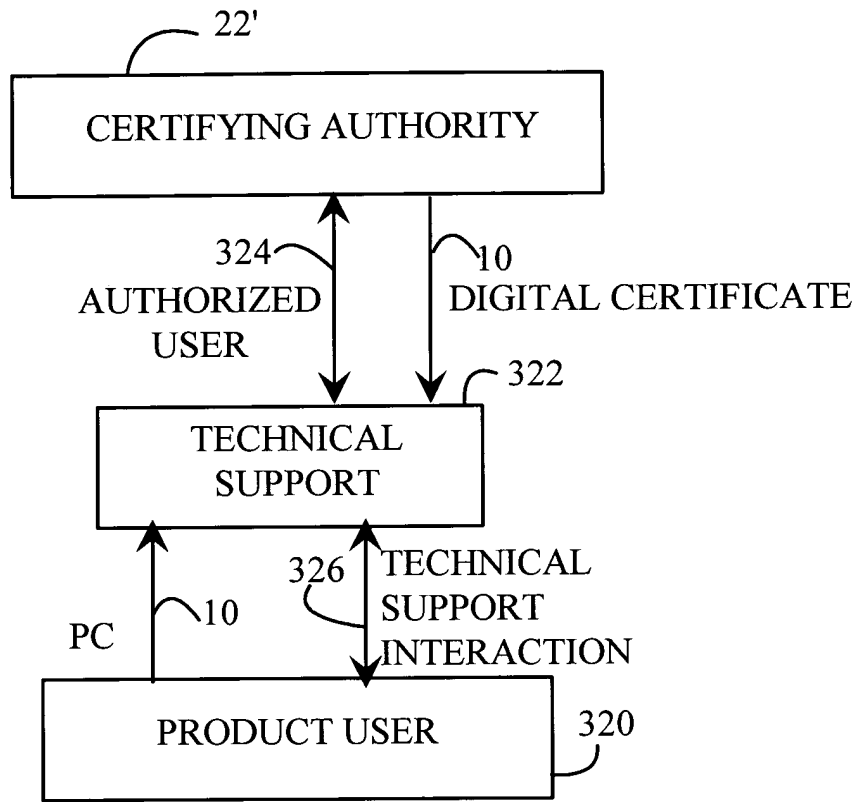 22'
CERTIFYING AUTHORITY
324
AUTHORIZED
USER
10
DIGITAL CERTIFICATE
322
TECHNICAL
SUPPORT
PC
10
326
TECHNICAL
SUPPORT
INTERACTION
PRODUCT USER
320